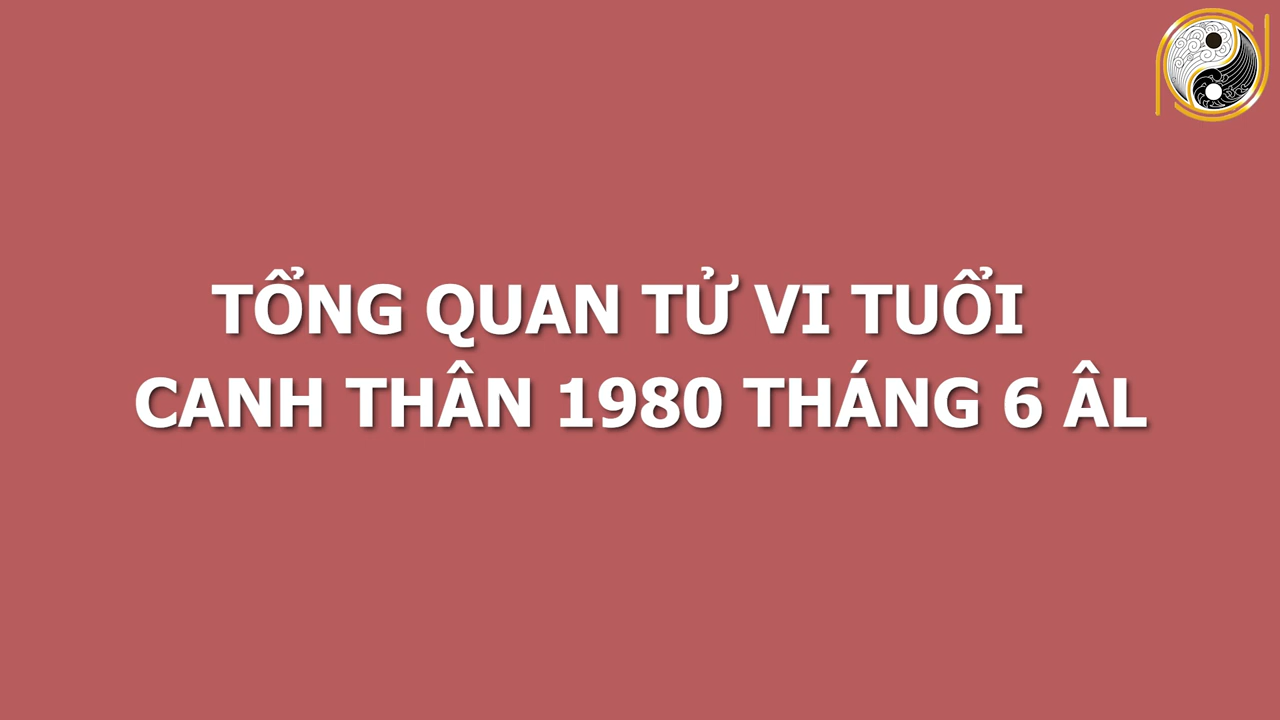 TỔNG QUAN TỬ VI TUỔI
CANH THÂN 1980 THÁNG 6 ÂL